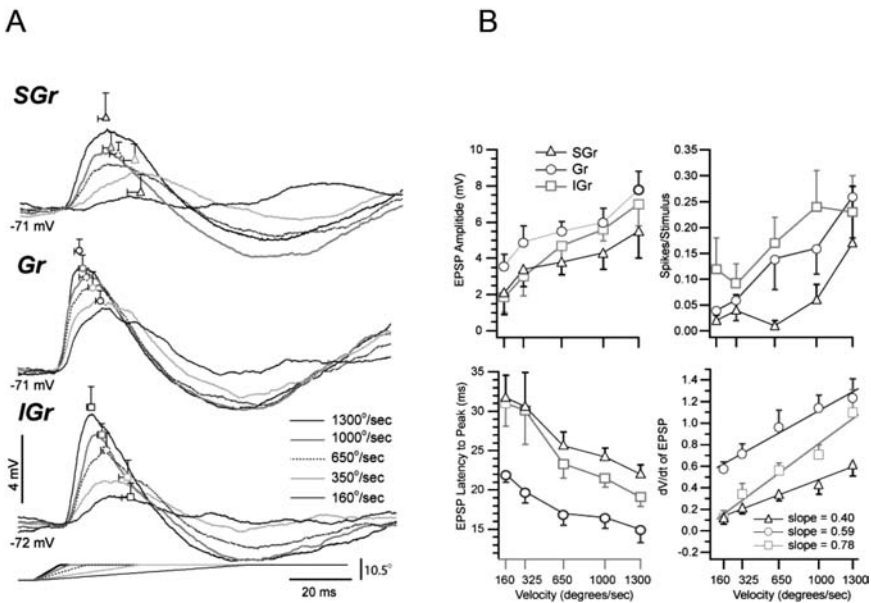 A
B
SGr
-71 mV
Gr
-71 mV
IGr
4 mV
-72 mV
1300°/sec
1000°/sec
650°/sec
350°/sec
160°/sec
10.5°
20 ms
EPSP Amplitide (mV)
10
8
6
4
2
0
SGr
Gr
IGr
Spikes/Stimulus
0.35
0.30
0.25
0.20
0.15
0.10
0.05
0.00
EPSP Latency to Peak (ms)
35
30
25
20
15
160
325
650
1000
1300
Velocity (degrees/sec)
dV/dt of EPSP
1.4
1.2
1.0
0.8
0.6
0.4
0.2
0.0
-0.2
slope = 0.40
slope = 0.59
slope = 0.78
160
325
650
1000
1300
Velocity (degrees/sec)